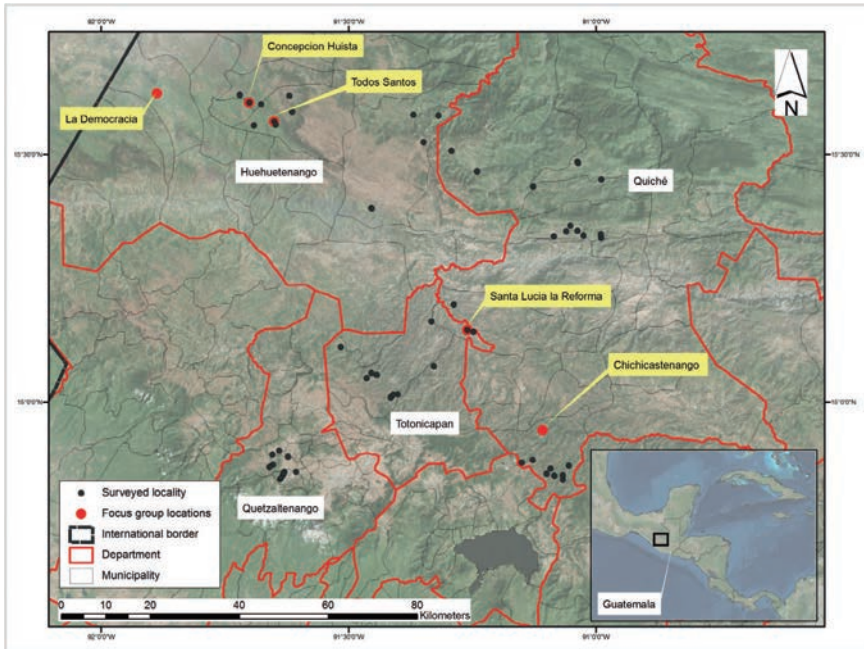 92°0'0"W
91°30'0"W
91°0'0"W
Concepcion Huista
Todos Santos
La Democracia
N
15°30'0"N
15°30'0"N
Huehuetenango
Quiché
Santa Lucia la Reforma
Chichicastenango
15°0'0"N
15°0'0"N
Totonicapan
Quetzaltenango
Surveyed locality
Focus group locations
International border
Department
Municipality
Guatemala
0 10 20 40 60 80
Kilometers
92°0'0"W
91°30'0"W
91°0'0"W